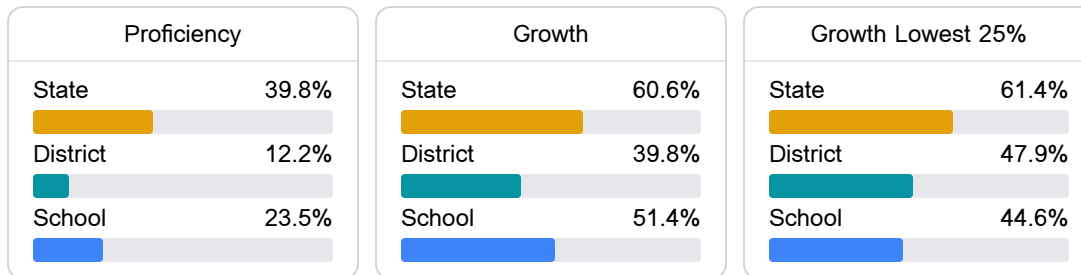 Proficiency
State 39.8%
District 12.2%
School 23.5%
Growth
State 60.6%
District 39.8%
School 51.4%
Growth Lowest 25%
State 61.4%
District 47.9%
School 44.6%